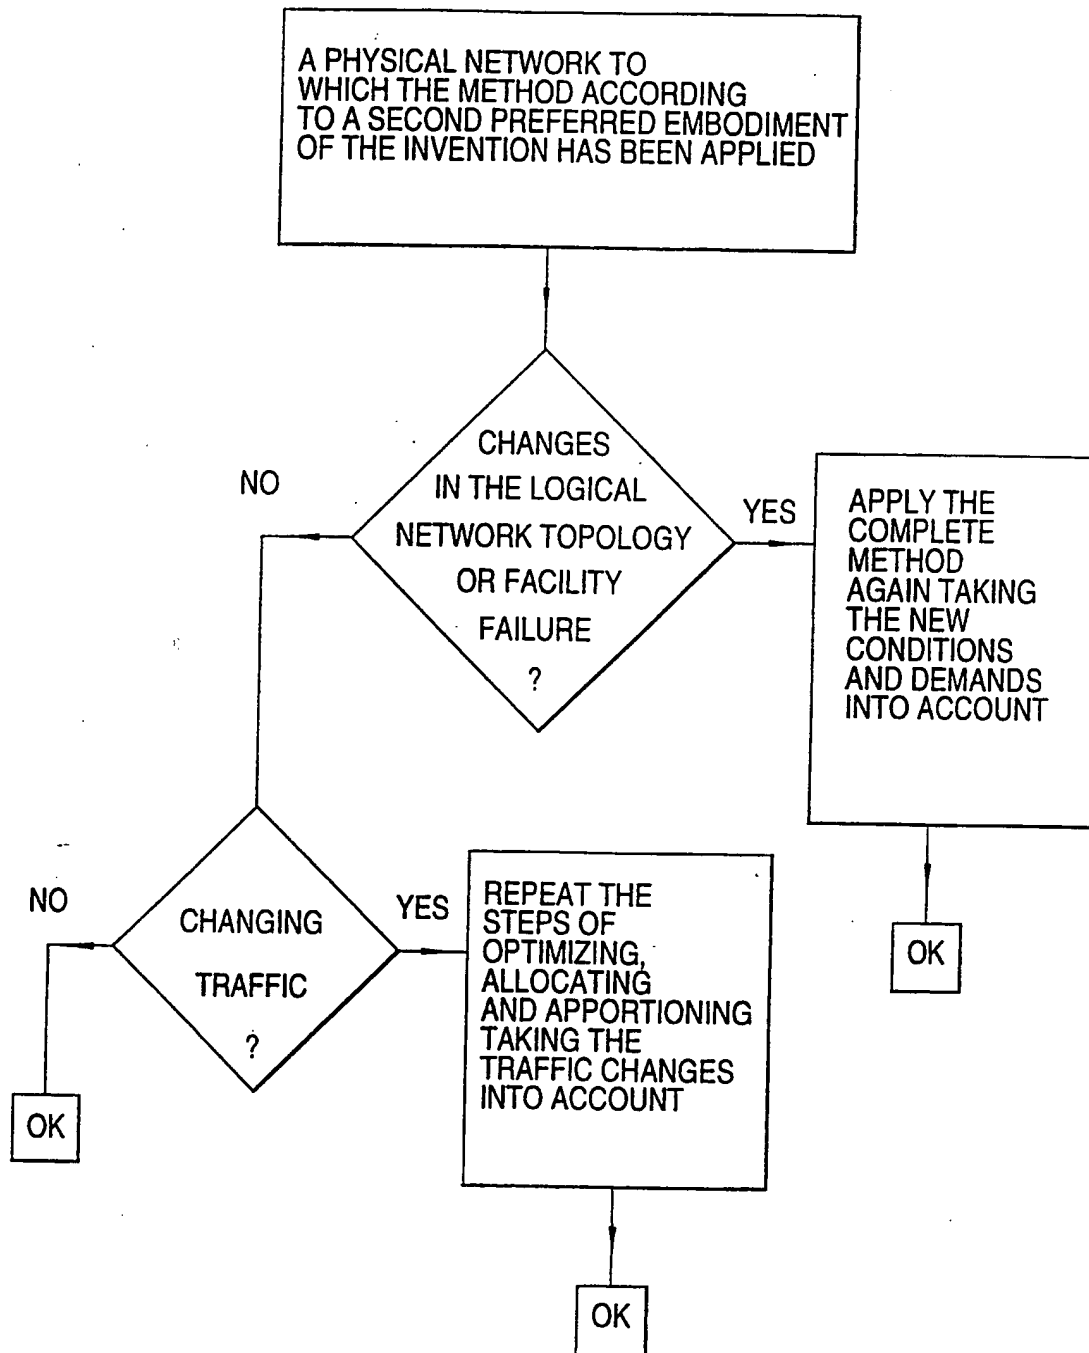 A PHYSICAL NETWORK TO
WHICH THE METHOD ACCORDING
TO A SECOND PREFERRED EMBODIMENT
OF THE INVENTION HAS BEEN APPLIED
CHANGES
IN THE LOGICAL
NETWORK TOPOLOGY
OR FACILITY
FAILURE
?
NO
YES
APPLY THE
COMPLETE
METHOD
AGAIN TAKING
THE NEW
CONDITIONS
AND DEMANDS
INTO ACCOUNT
OK
CHANGING
TRAFFIC
?
NO
YES
REPEAT THE
STEPS OF
OPTIMIZING,
ALLOCATING
AND APPORTIONING
TAKING THE
TRAFFIC CHANGES
INTO ACCOUNT
OK
OK